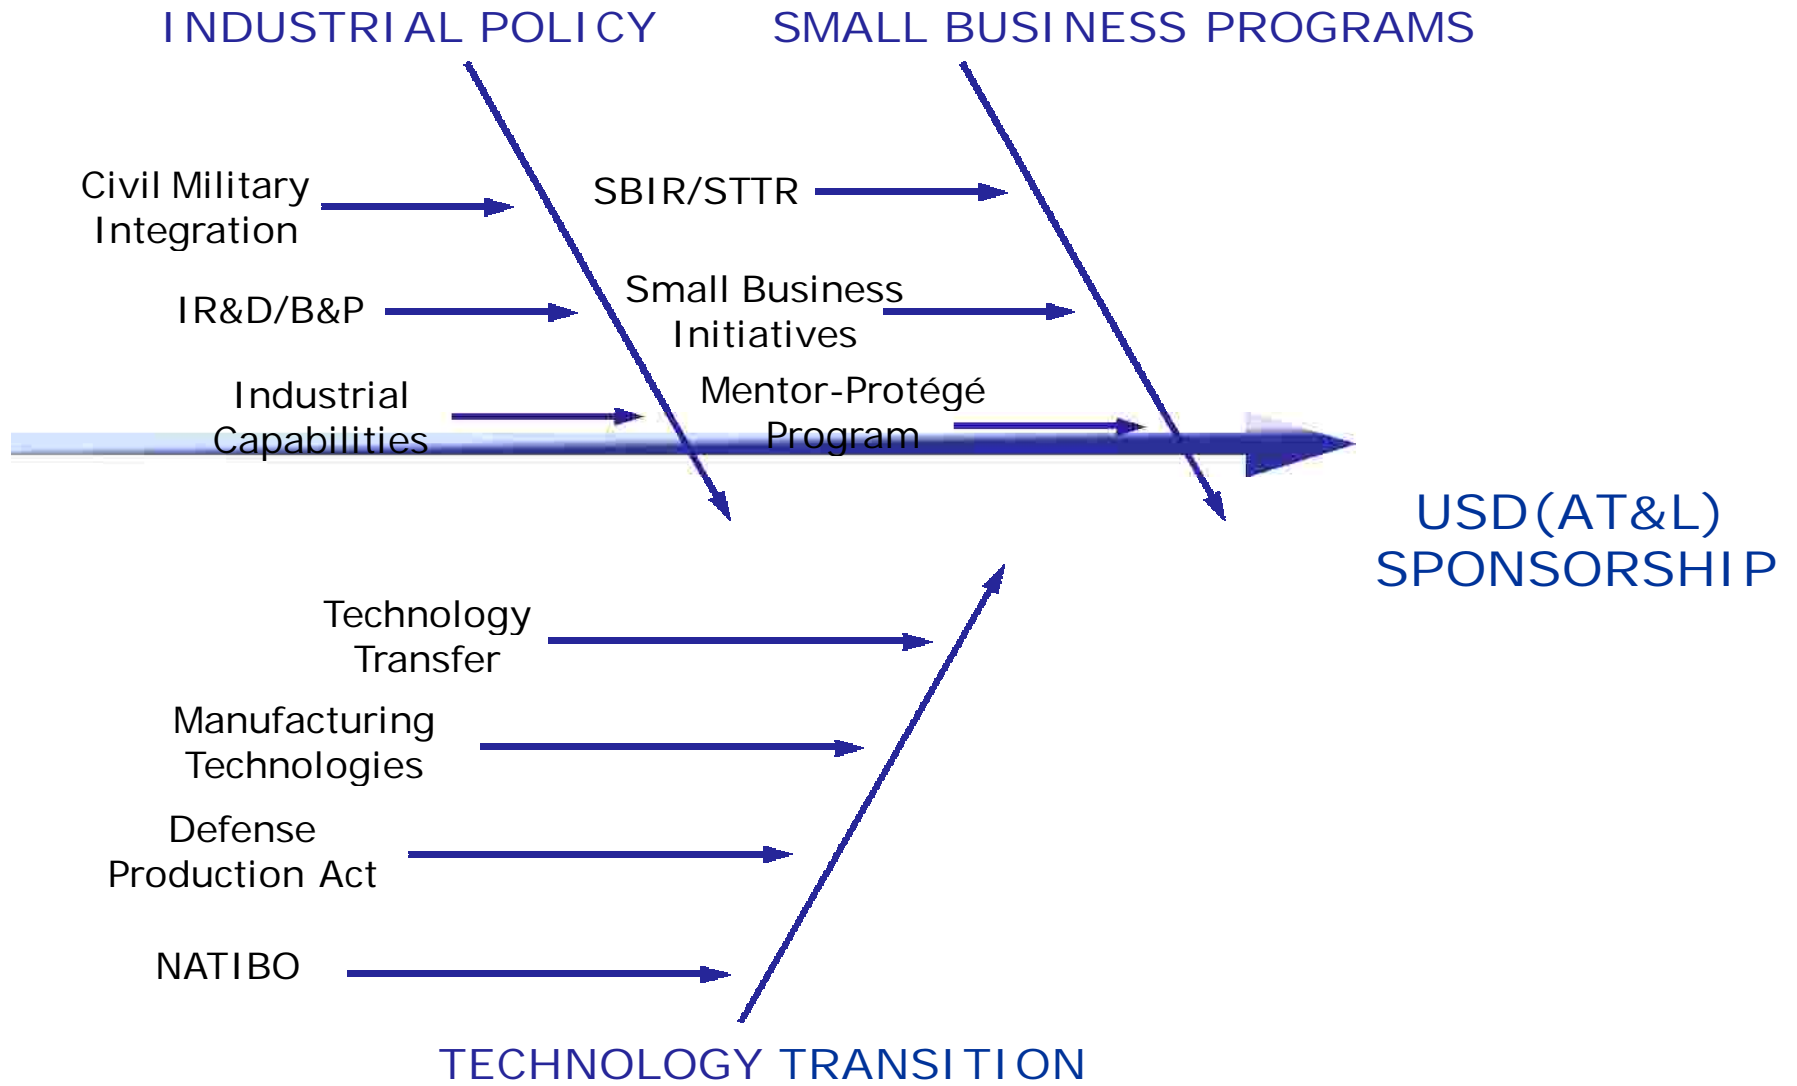 INDUSTRIAL POLICY
SMALL BUSINESS PROGRAMS
Civil Military
Integration
IR&D/B&P
Industrial
Capabilities
SBIR/STTR
Small Business
Initiatives
Mentor-Protégé
Program
USD(AT&L)
SPONSORSHIP
Technology
Transfer
Manufacturing
Technologies
Defense
Production Act
NATIBO
TECHNOLOGY TRANSITION